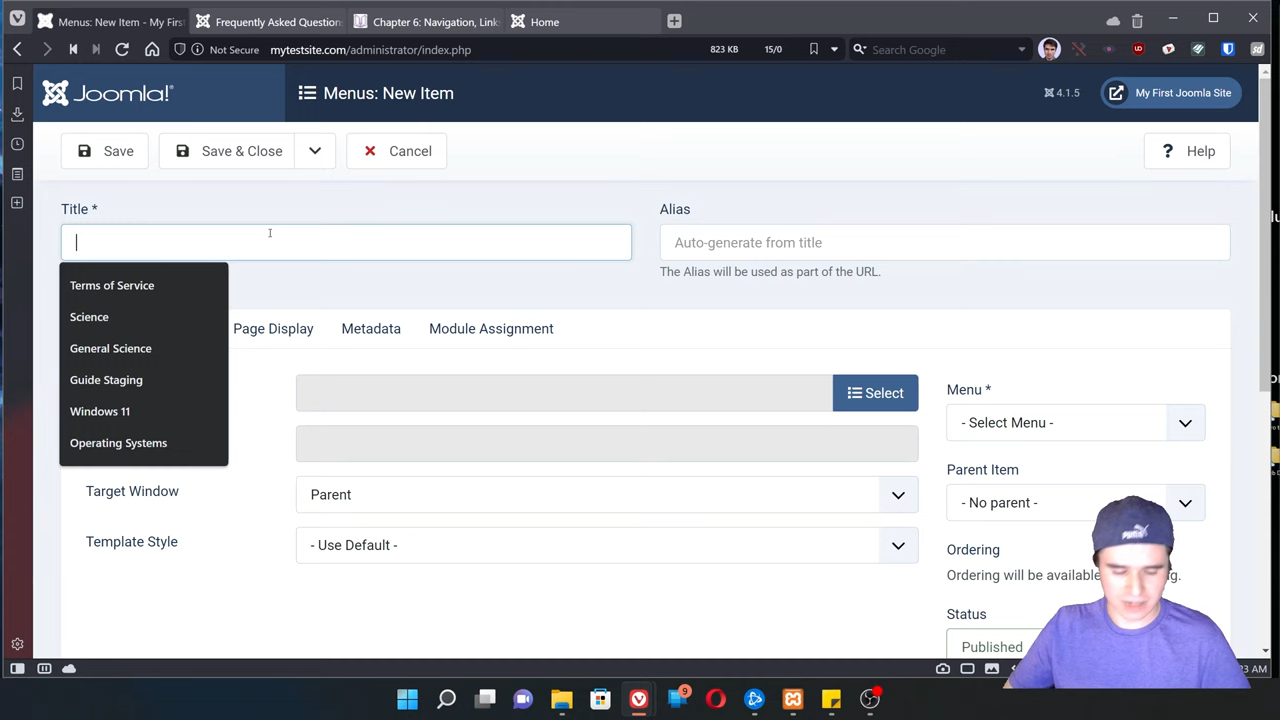 Menus: New Item - My First
Frequently Asked Question
Chapter 6: Navigation, Link
Home
Not Secure
mytestsite.com/administrator/index.php
823 KB
15/0
Search Google
Joomla!
Menus: New Item
4.1.5
My First Joomla Site
Save
Save & Close
Cancel
? Help
Title *
Alias
Auto-generate from title
The Alias will be used as part of the URL.
Terms of Service
Science
General Science
Guide Staging
Windows 11
Operating Systems
Page Display
Metadata
Module Assignment
Select
Menu *
- Select Menu -
Parent Item
- No parent -
Target Window
Parent
Template Style
- Use Default -
Ordering
Ordering will be available
Status
Published
AM
9